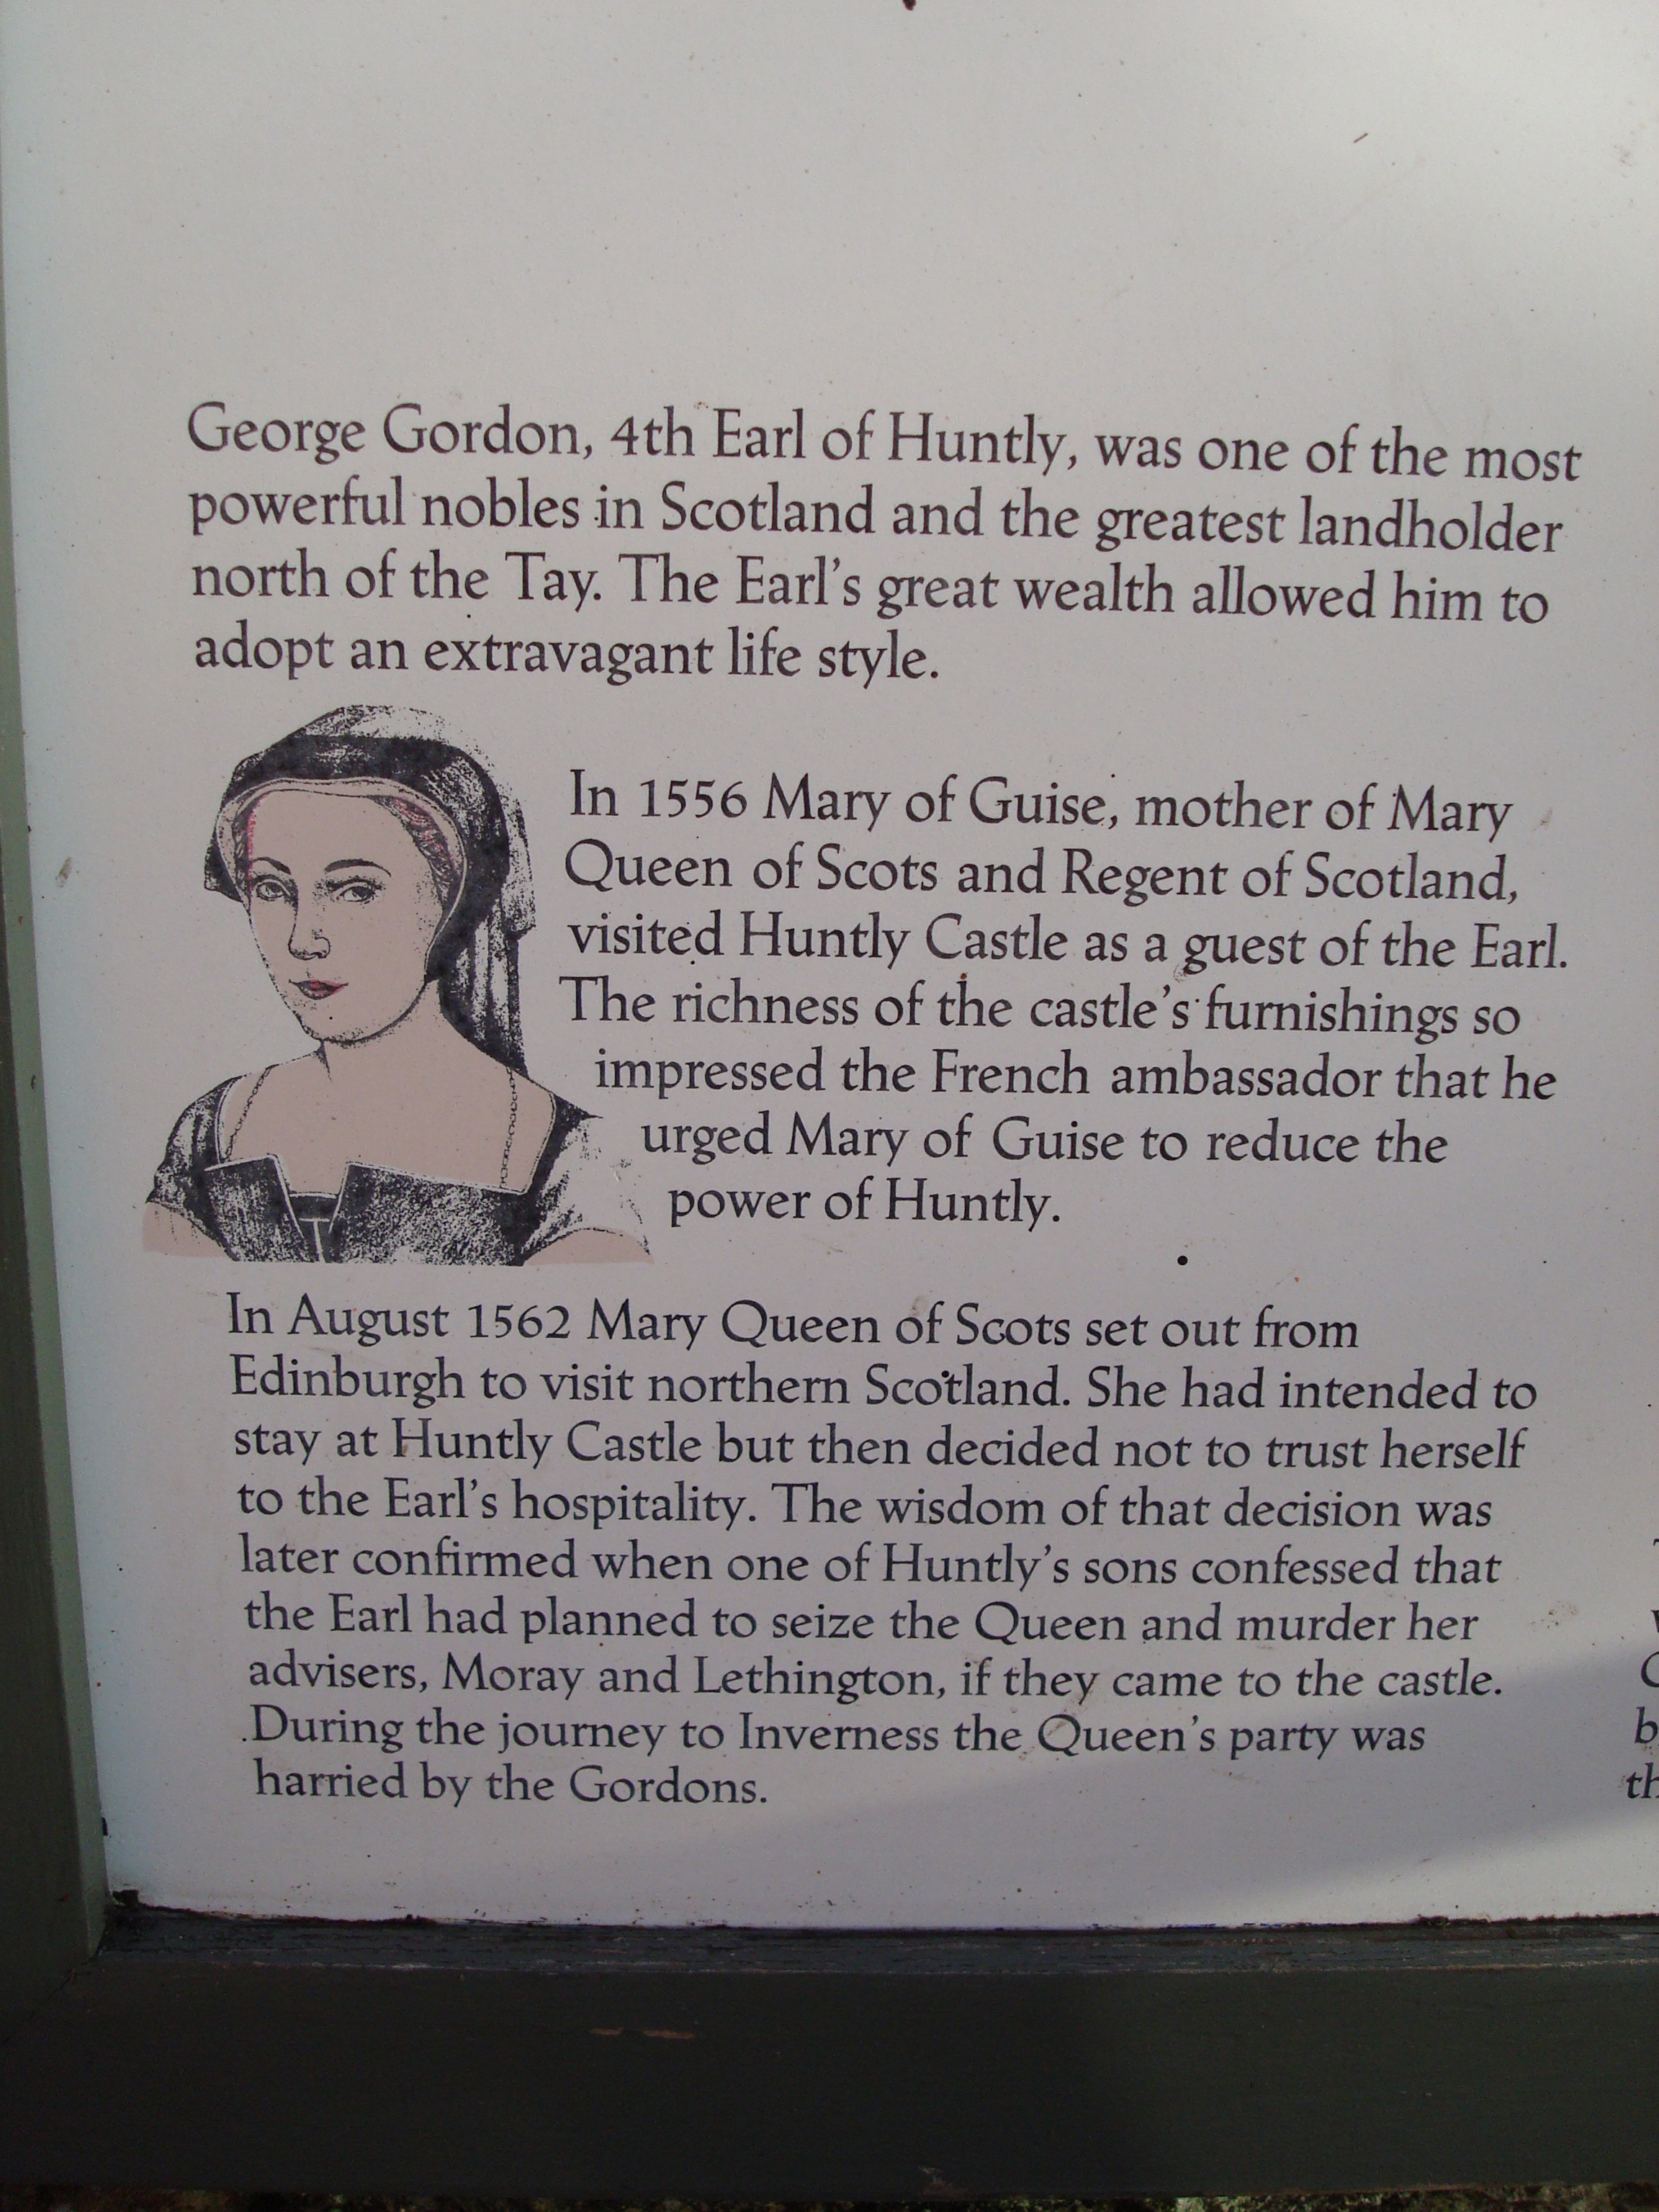 George Gordon, 4th Earl of Huntly, was one of the most
powerful nobles in Scotland and the greatest landholder
north of the Tay. The Earl's great wealth allowed him to
adopt an extravagant life style.
In 1556 Mary of Guise, mother of Mary
Queen of Scots and Regent of Scotland,
visited Huntly Castle as a guest of the Earl.
The richness of the castle's furnishings so
impressed the French ambassador that he
urged Mary of Guise to reduce the
power of Huntly.
In August 1562 Mary Queen of Scots set out from
Edinburgh to visit northern Scotland. She had intended to
stay at Huntly Castle but then decided not to trust herself
to the Earl's hospitality. The wisdom of that decision was
later confirmed when one of Huntly's sons confessed that
the Earl had planned to seize the Queen and murder her
advisers, Moray and Lethington, if they came to the castle.
During the journey to Inverness the Queen's party was
harried by the Gordons.